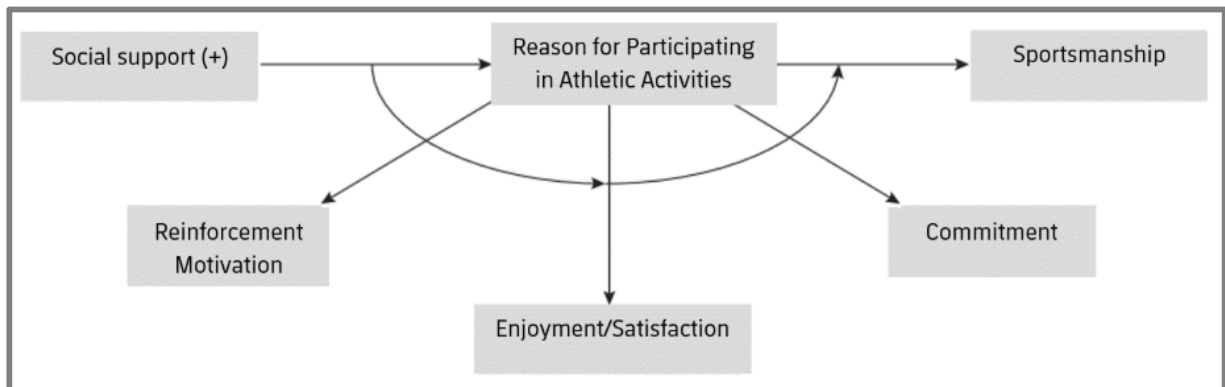 Social support (+)
Reason for Participating
in Athletic Activities
Sportsmanship
Reinforcement
Motivation
Commitment
Enjoyment/Satisfaction